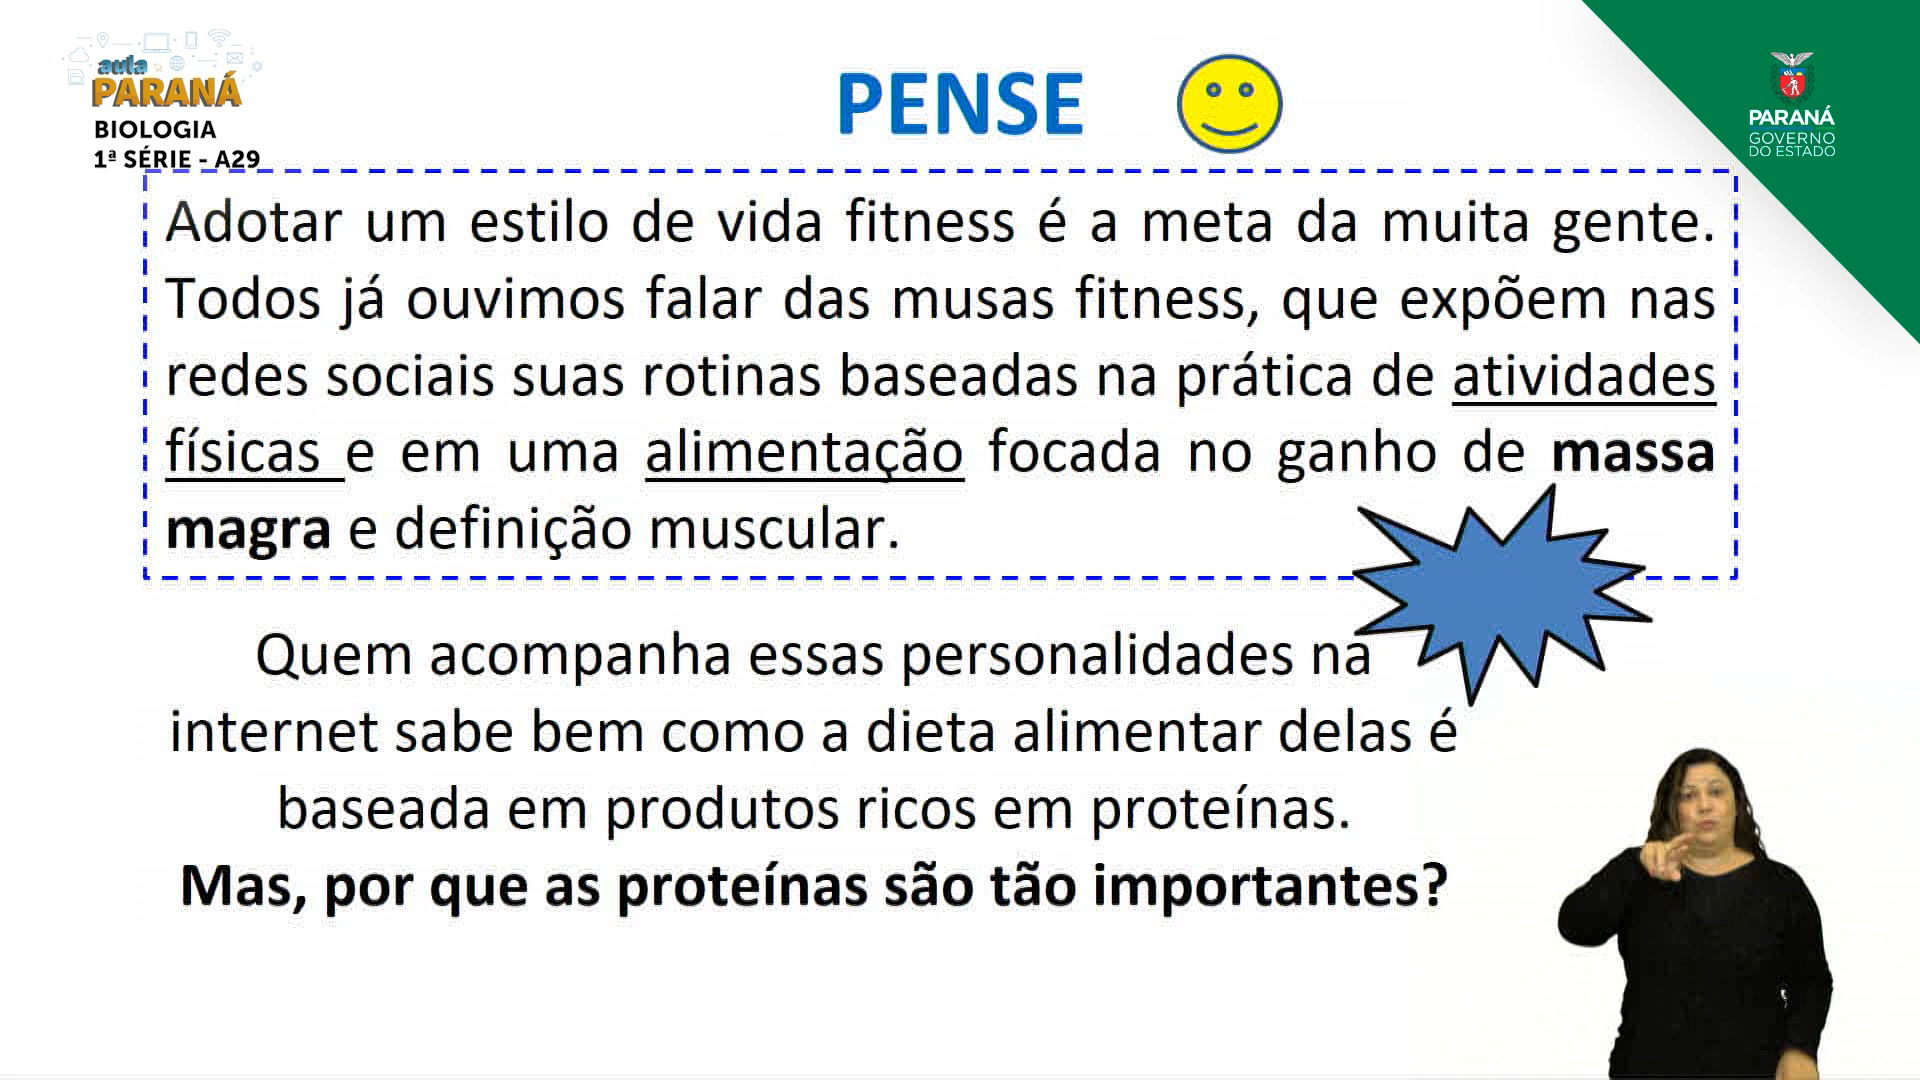 aula
PARANÁ
BIOLOGIA
1ª SÉRIE - A29
PENSE
PARANÁ
GOVERNO
DO ESTADO
Adotar um estilo de vida fitness é a meta da muita gente.
Todos já ouvimos falar das musas fitness, que expõem nas
redes sociais suas rotinas baseadas na prática de atividades
físicas e em uma alimentação focada no ganho de massa
magra e definição muscular.
Quem acompanha essas personalidades na
internet sabe bem como a dieta alimentar delas é
baseada em produtos ricos em proteínas.
Mas, por que as proteínas são tão importantes?